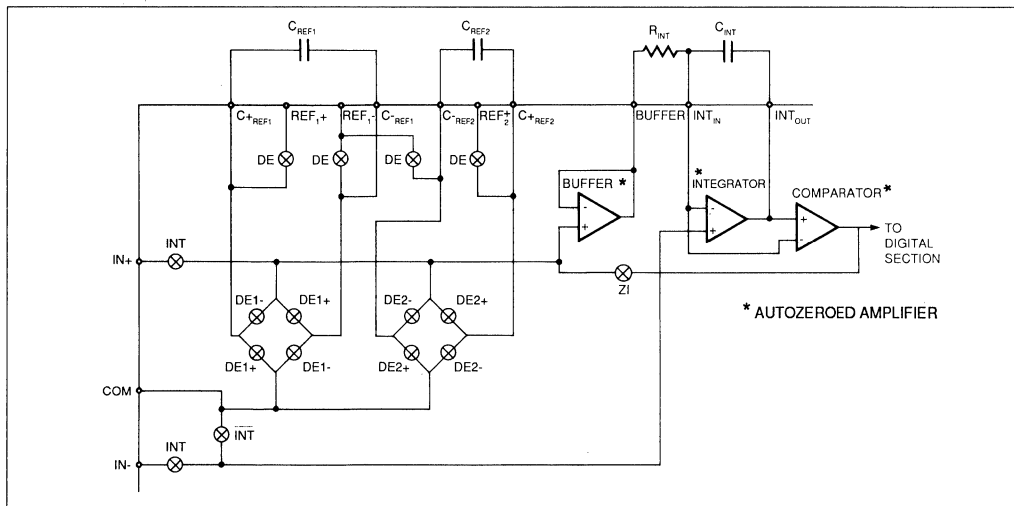 C_REF1
C_REF2
R_INT
C_INT
C+_REF1
REF_1+
REF_1-
C-_REF1
C-_REF2
REF_2+
C+_REF2
BUFFER
INT_IN
INT_OUT
DE
DE
DE
DE
BUFFER *
* INTEGRATOR
COMPARATOR *
-
+
-
+
+
-
TO
DIGITAL
SECTION
IN+
INT
ZI
DE1-
DE1+
DE2-
DE2+
* AUTOZEROED AMPLIFIER
DE1+
DE1-
DE2+
DE2-
COM
INT
INT
IN-